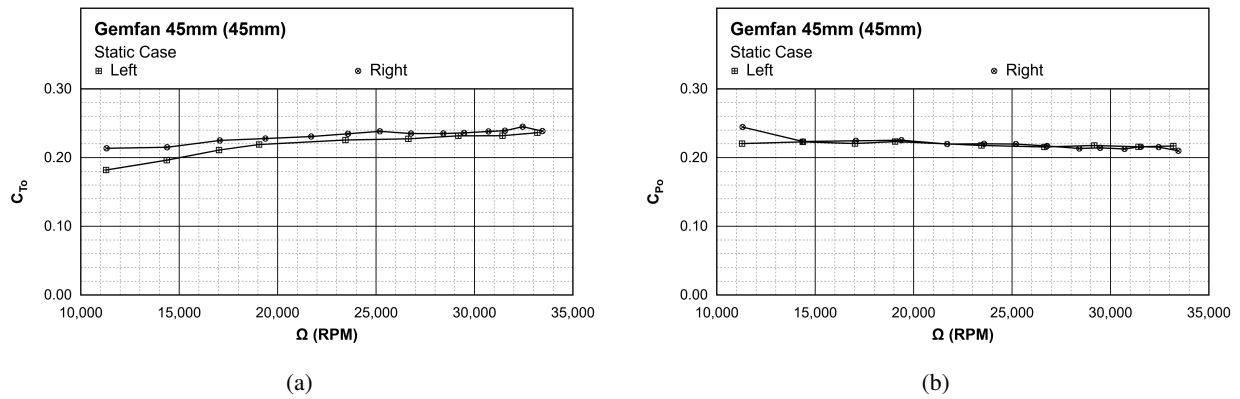 Gemfan 45mm (45mm)
Static Case
Left Right
0.30
0.20
0.10
0.00
C_To
10,000 15,000 20,000 25,000 30,000 35,000
Ω (RPM)
(a)
Gemfan 45mm (45mm)
Static Case
Left Right
0.30
0.20
0.10
0.00
C_Po
10,000 15,000 20,000 25,000 30,000 35,000
Ω (RPM)
(b)